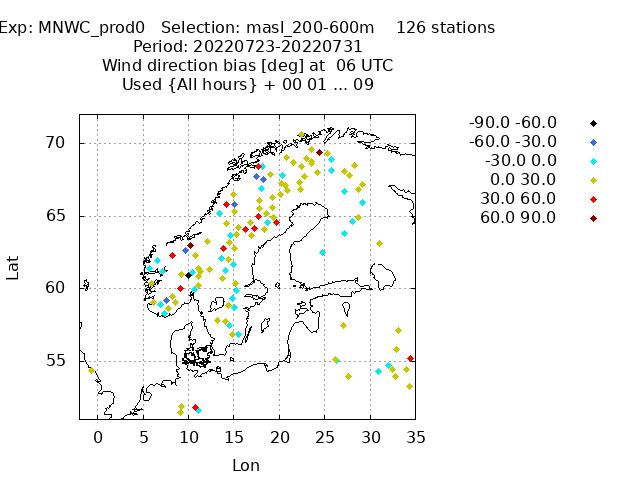 Exp: MNWC_prod0   Selection: masl_200-600m    126 stations
Period: 20220723-20220731
Wind direction bias [deg] at  06 UTC
Used {All hours} + 00 01 ... 09
-90.0 -60.0
-60.0 -30.0
-30.0 0.0
0.0 30.0
30.0 60.0
60.0 90.0
70
65
60
55
Lat
0 5 10 15 20 25 30 35
Lon